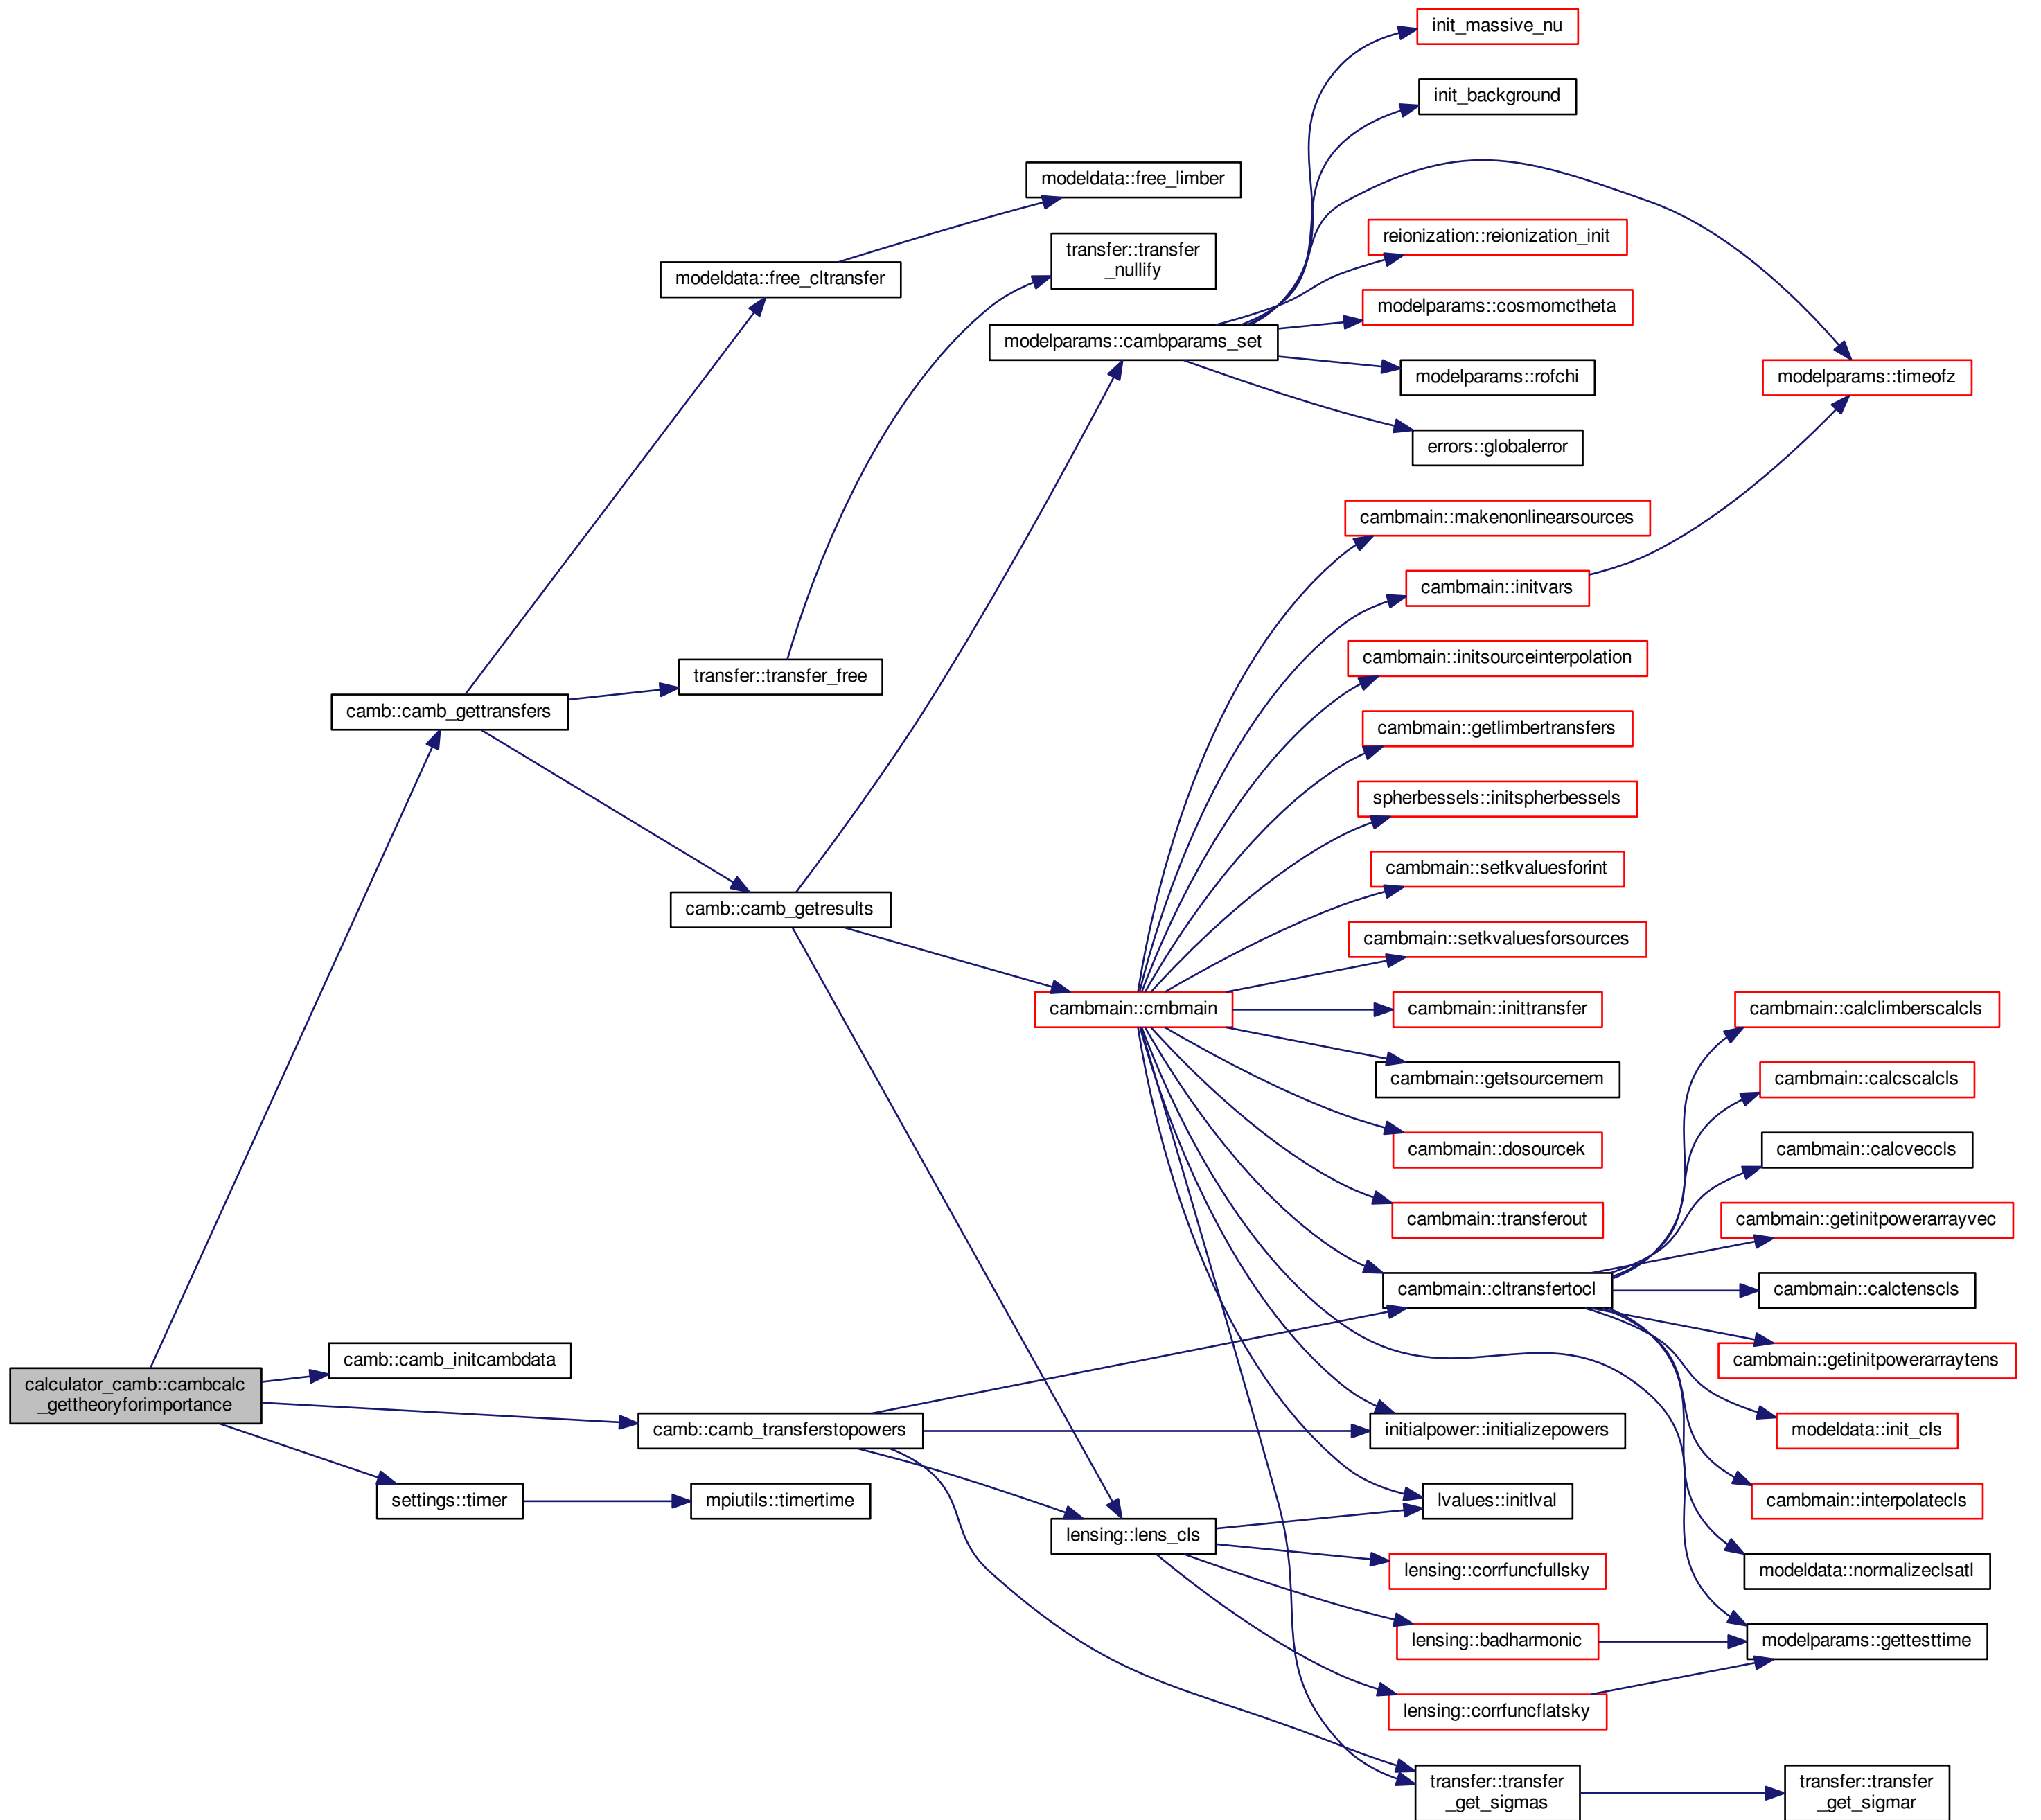 init_massive_nu
init_background
modeldata::free_limber
reionization::reionization_init
transfer::transfer
_nullify
modeldata::free_cltransfer
modelparams::cosmomctheta
modelparams::cambparams_set
modelparams::rofchi
modelparams::timeofz
errors::globalerror
cambmain::makenonlinearsources
cambmain::initvars
cambmain::initsourceinterpolation
transfer::transfer_free
camb::camb_gettransfers
cambmain::getlimbertransfers
spherbessels::initspherbessels
cambmain::setkvaluesforint
camb::camb_getresults
cambmain::setkvaluesforsources
cambmain::cmbmain
cambmain::inittransfer
cambmain::calclimberscalcls
cambmain::getsourcemem
cambmain::calcscalcls
cambmain::dosourcek
cambmain::calcveccls
cambmain::transferout
cambmain::getinitpowerarrayvec
cambmain::cltransfertocl
cambmain::calctenscls
camb::camb_initcambdata
cambmain::getinitpowerarraytens
calculator_camb::cambcalc
_gettheoryforimportance
camb::camb_transferstopowers
initialpower::initializepowers
modeldata::init_cls
settings::timer
mpiutils::timertime
lvalues::initlval
cambmain::interpolatecls
lensing::lens_cls
lensing::corrfuncfullsky
modeldata::normalizeclsatl
lensing::badharmonic
modelparams::gettesttime
lensing::corrfuncflatsky
transfer::transfer
_get_sigmas
transfer::transfer
_get_sigmar